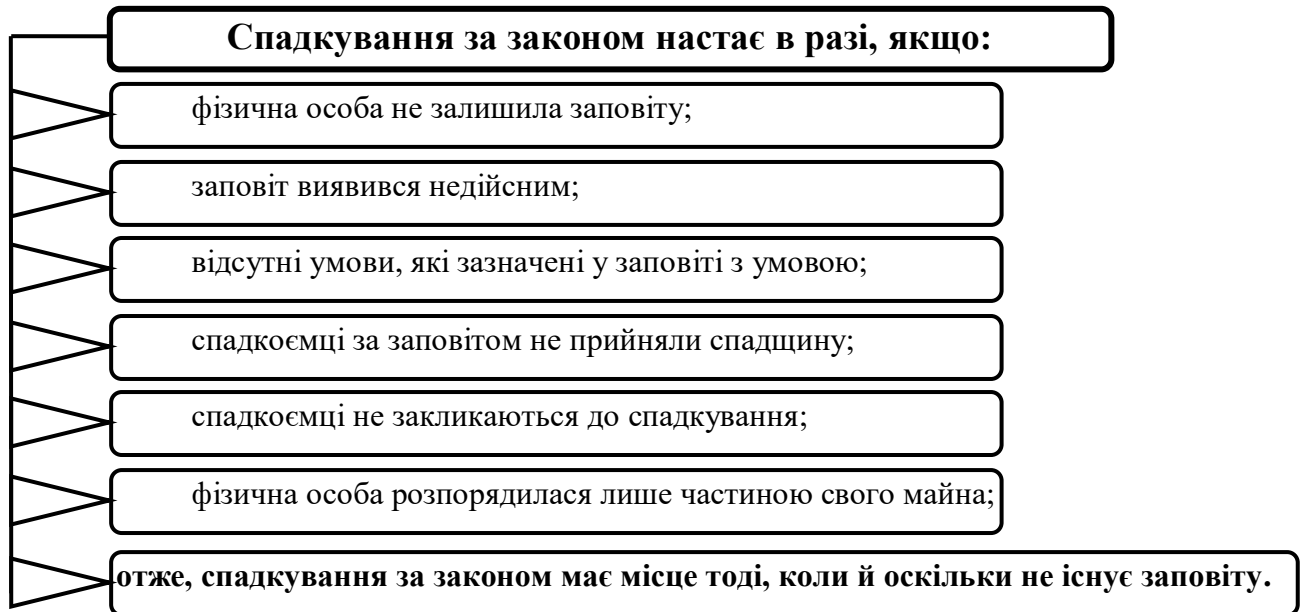 Спадкування за законом настає в разі, якщо:
фізична особа не залишила заповіту;
заповіт виявився недійсним;
відсутні умови, які зазначені у заповіті з умовою;
спадкоємці за заповітом не прийняли спадщину;
спадкоємці не закликаються до спадкування;
фізична особа розпорядилася лише частиною свого майна;
отже, спадкування за законом має місце тоді, коли й оскільки не існує заповіту.